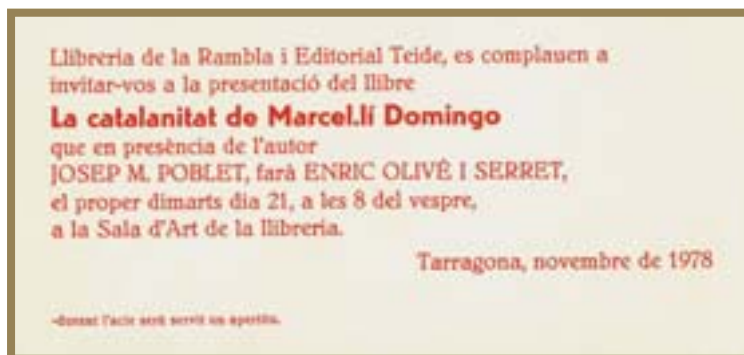 Llibreria de la Rambla i Editorial Teide, es complauen a
invitar-vos a la presentació del llibre
La catalanitat de Marcel.lí Domingo
que en presència de l'autor
JOSEP M. POBLET, farà ENRIC OLIVÉ I SERRET,
el proper dimarts dia 21, a les 8 del vespre,
a la Sala d'Art de la llibreria.
Tarragona, novembre de 1978
-durant l'acte serà servit un aperitiu.